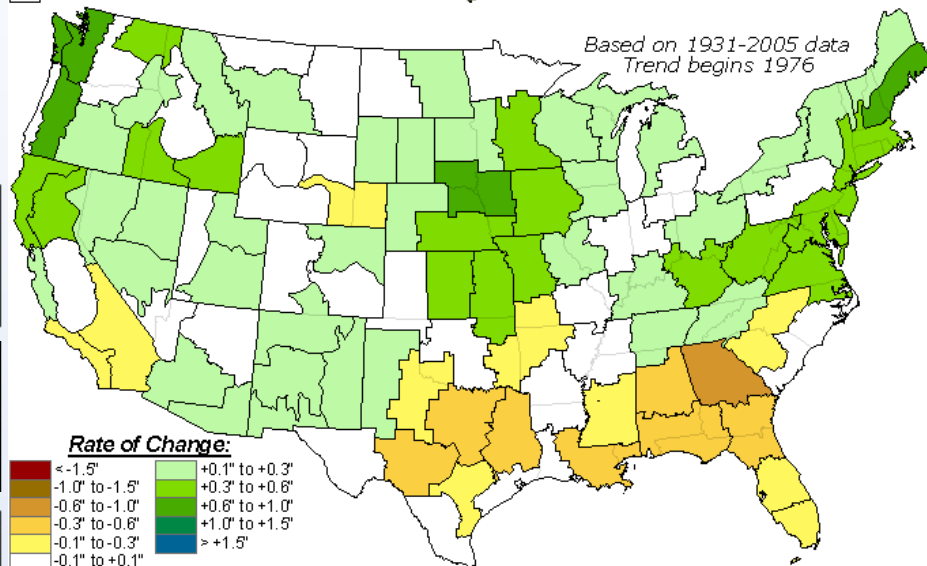 Based on 1931-2005 data
Trend begins 1976
Rate of Change:
<-1.5"
-1.0" to -1.5"
-0.6" to -1.0"
-0.3" to -0.6"
-0.1" to -0.3"
-0.1" to +0.1"
+0.1" to +0.3"
+0.3" to +0.6"
+0.6" to +1.0"
+1.0" to +1.5"
> +1.5"